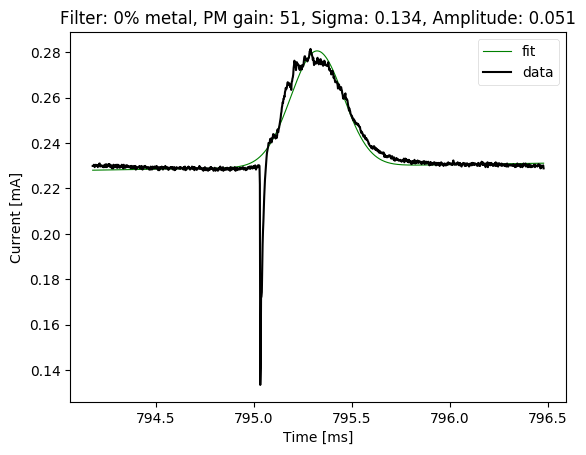 Filter: 0% metal, PM gain: 51, Sigma: 0.134, Amplitude: 0.051
fit
data
0.28
0.26
0.24
0.22
0.20
0.18
0.16
0.14
Current [mA]
794.5
795.0
795.5
796.0
796.5
Time [ms]